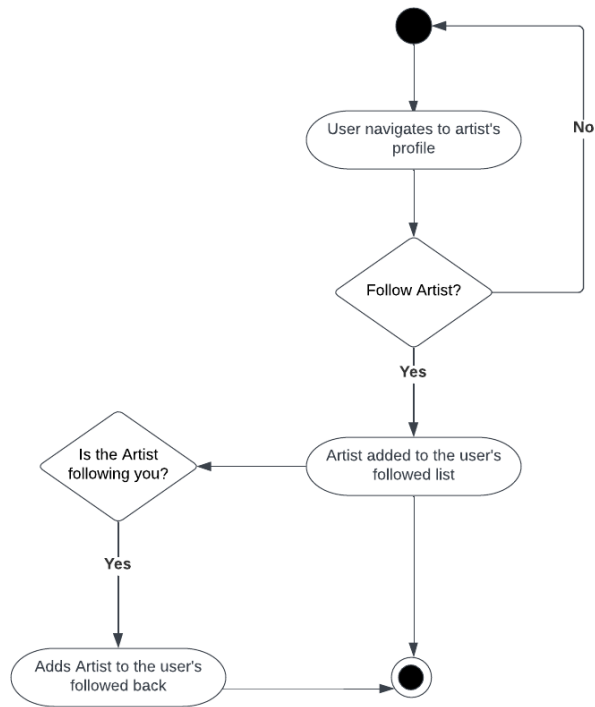 User navigates to artist's
profile
No
Follow Artist?
Yes
Artist added to the user's
followed list
Is the Artist
following you?
Yes
Adds Artist to the user's
followed back